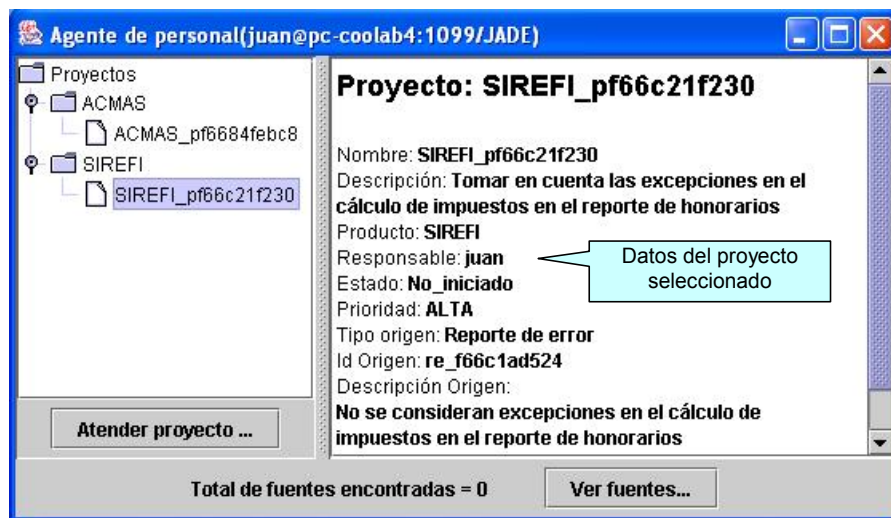 Agente de personal(juan@pc-coolab4:1099/JADE)
Proyectos
ACMAS
ACMAS_pf6684febc8
SIREFI
SIREFI_pf66c21f230
Atender proyecto ...
Proyecto: SIREFI_pf66c21f230
Nombre: SIREFI_pf66c21f230
Descripción: Tomar en cuenta las excepciones en el
cálculo de impuestos en el reporte de honorarios
Producto: SIREFI
Responsable: juan
Estado: No_iniciado
Prioridad: ALTA
Tipo origen: Reporte de error
Id Origen: re_f66c1ad524
Descripción Origen:
No se consideran excepciones en el cálculo de
impuestos en el reporte de honorarios
Datos del proyecto
seleccionado
Total de fuentes encontradas = 0
Ver fuentes...